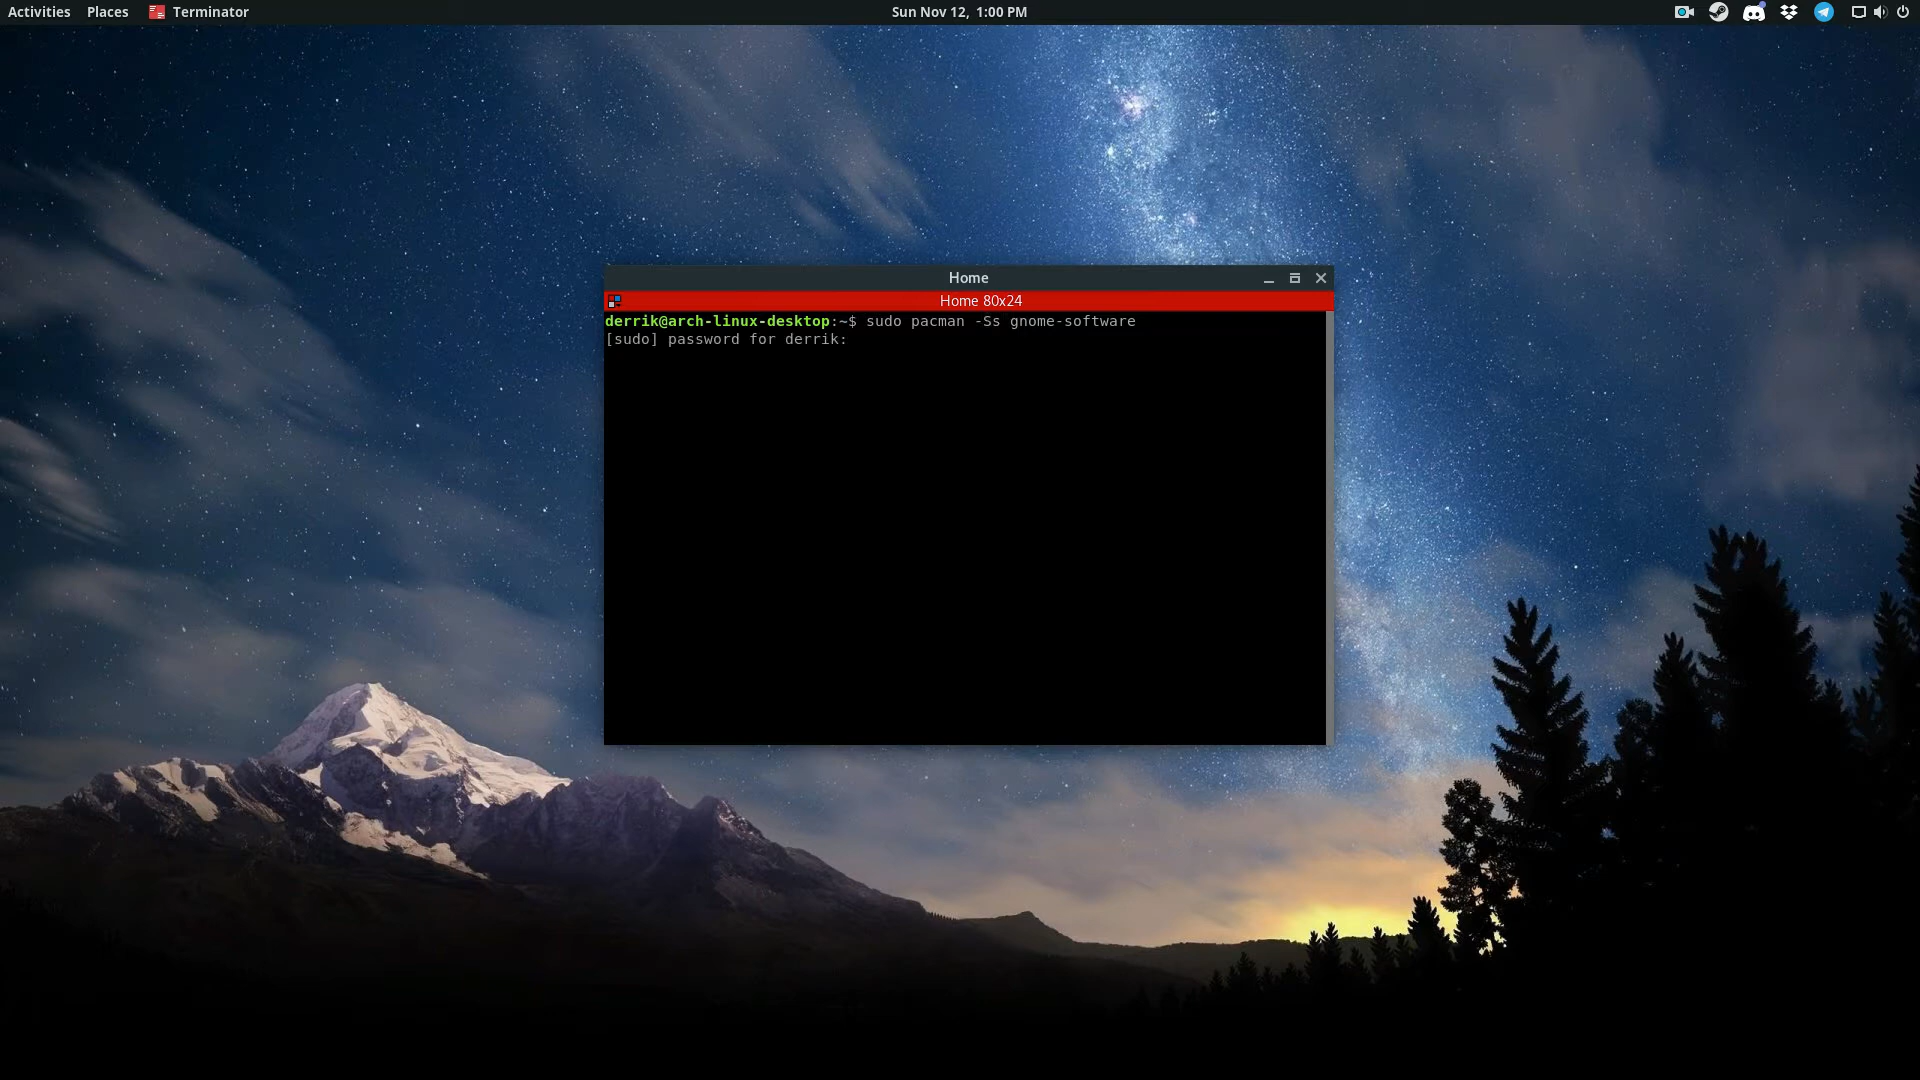 Activities Places Terminator Sun Nov 12, 1:00 PM
Home
Home 80x24
derrik@arch-linux-desktop:~$ sudo pacman -Ss gnome-software
[sudo] password for derrik: